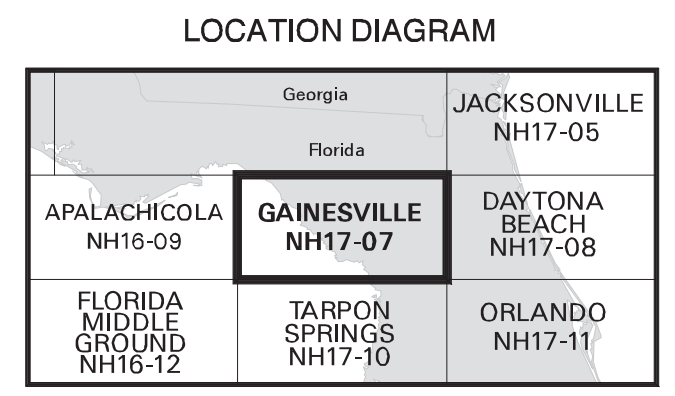 LOCATION DIAGRAM
Georgia
JACKSONVILLE
NH17-05
Florida
APALACHICOLA
NH16-09
GAINESVILLE
NH17-07
DAYTONA
BEACH
NH17-08
FLORIDA
MIDDLE
GROUND
NH16-12
TARPON
SPRINGS
NH17-10
ORLANDO
NH17-11